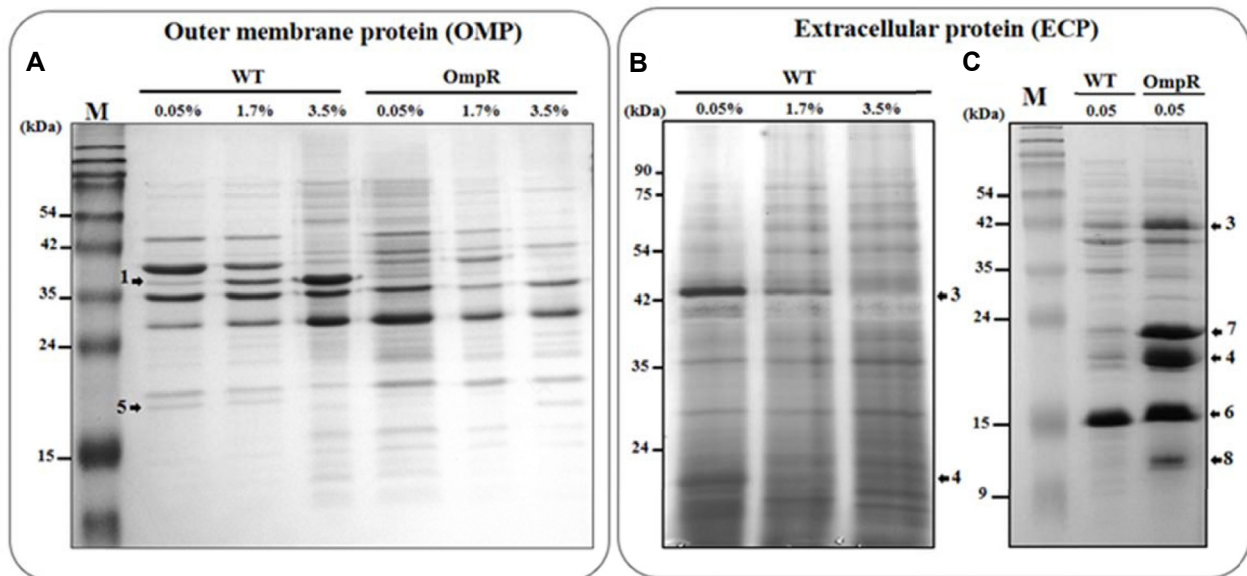 Outer membrane protein (OMP)
A
WT OmpR
M 0.05% 1.7% 3.5% 0.05% 1.7% 3.5%
(kDa)
54
42
1
35
24
5
15
Extracellular protein (ECP)
B
WT
0.05% 1.7% 3.5%
(kDa)
90
75
54
42
3
35
24
4
C
WT OmpR
M 0.05 0.05
(kDa)
54
42
3
35
24
7
4
15
6
8
9